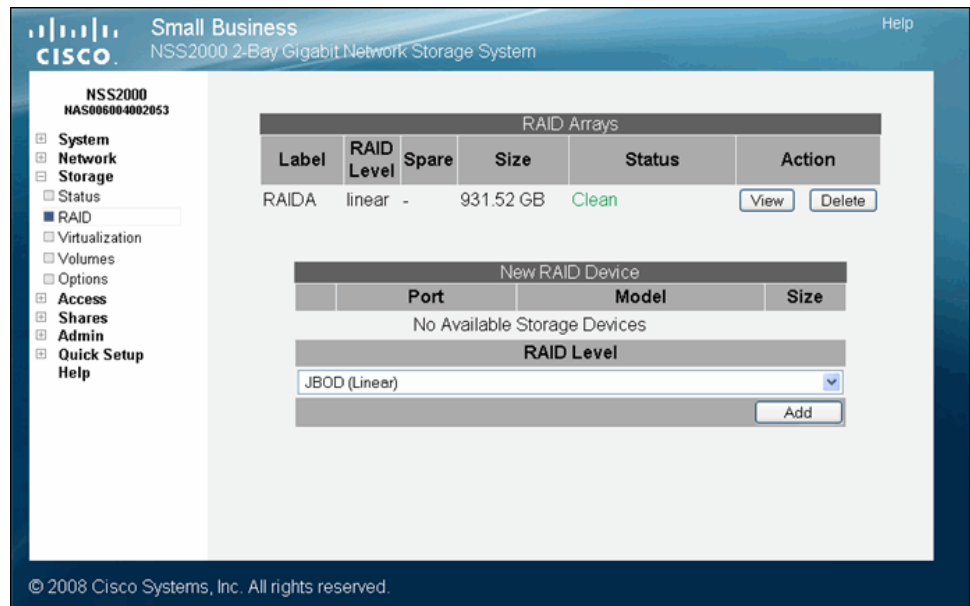 Small Business
Help
CISCO.
NSS2000 2-Bay Gigabit Network Storage System
NSS2000
NAS006004002053
System
Network
Storage
Status
RAID
Virtualization
Volumes
Options
Access
Shares
Admin
Quick Setup
Help
RAID Arrays
Label RAID Level Spare Size Status Action
RAIDA linear - 931.52 GB Clean View Delete
New RAID Device
Port Model Size
No Available Storage Devices
RAID Level
JBOD (Linear)
Add
© 2008 Cisco Systems, Inc. All rights reserved.